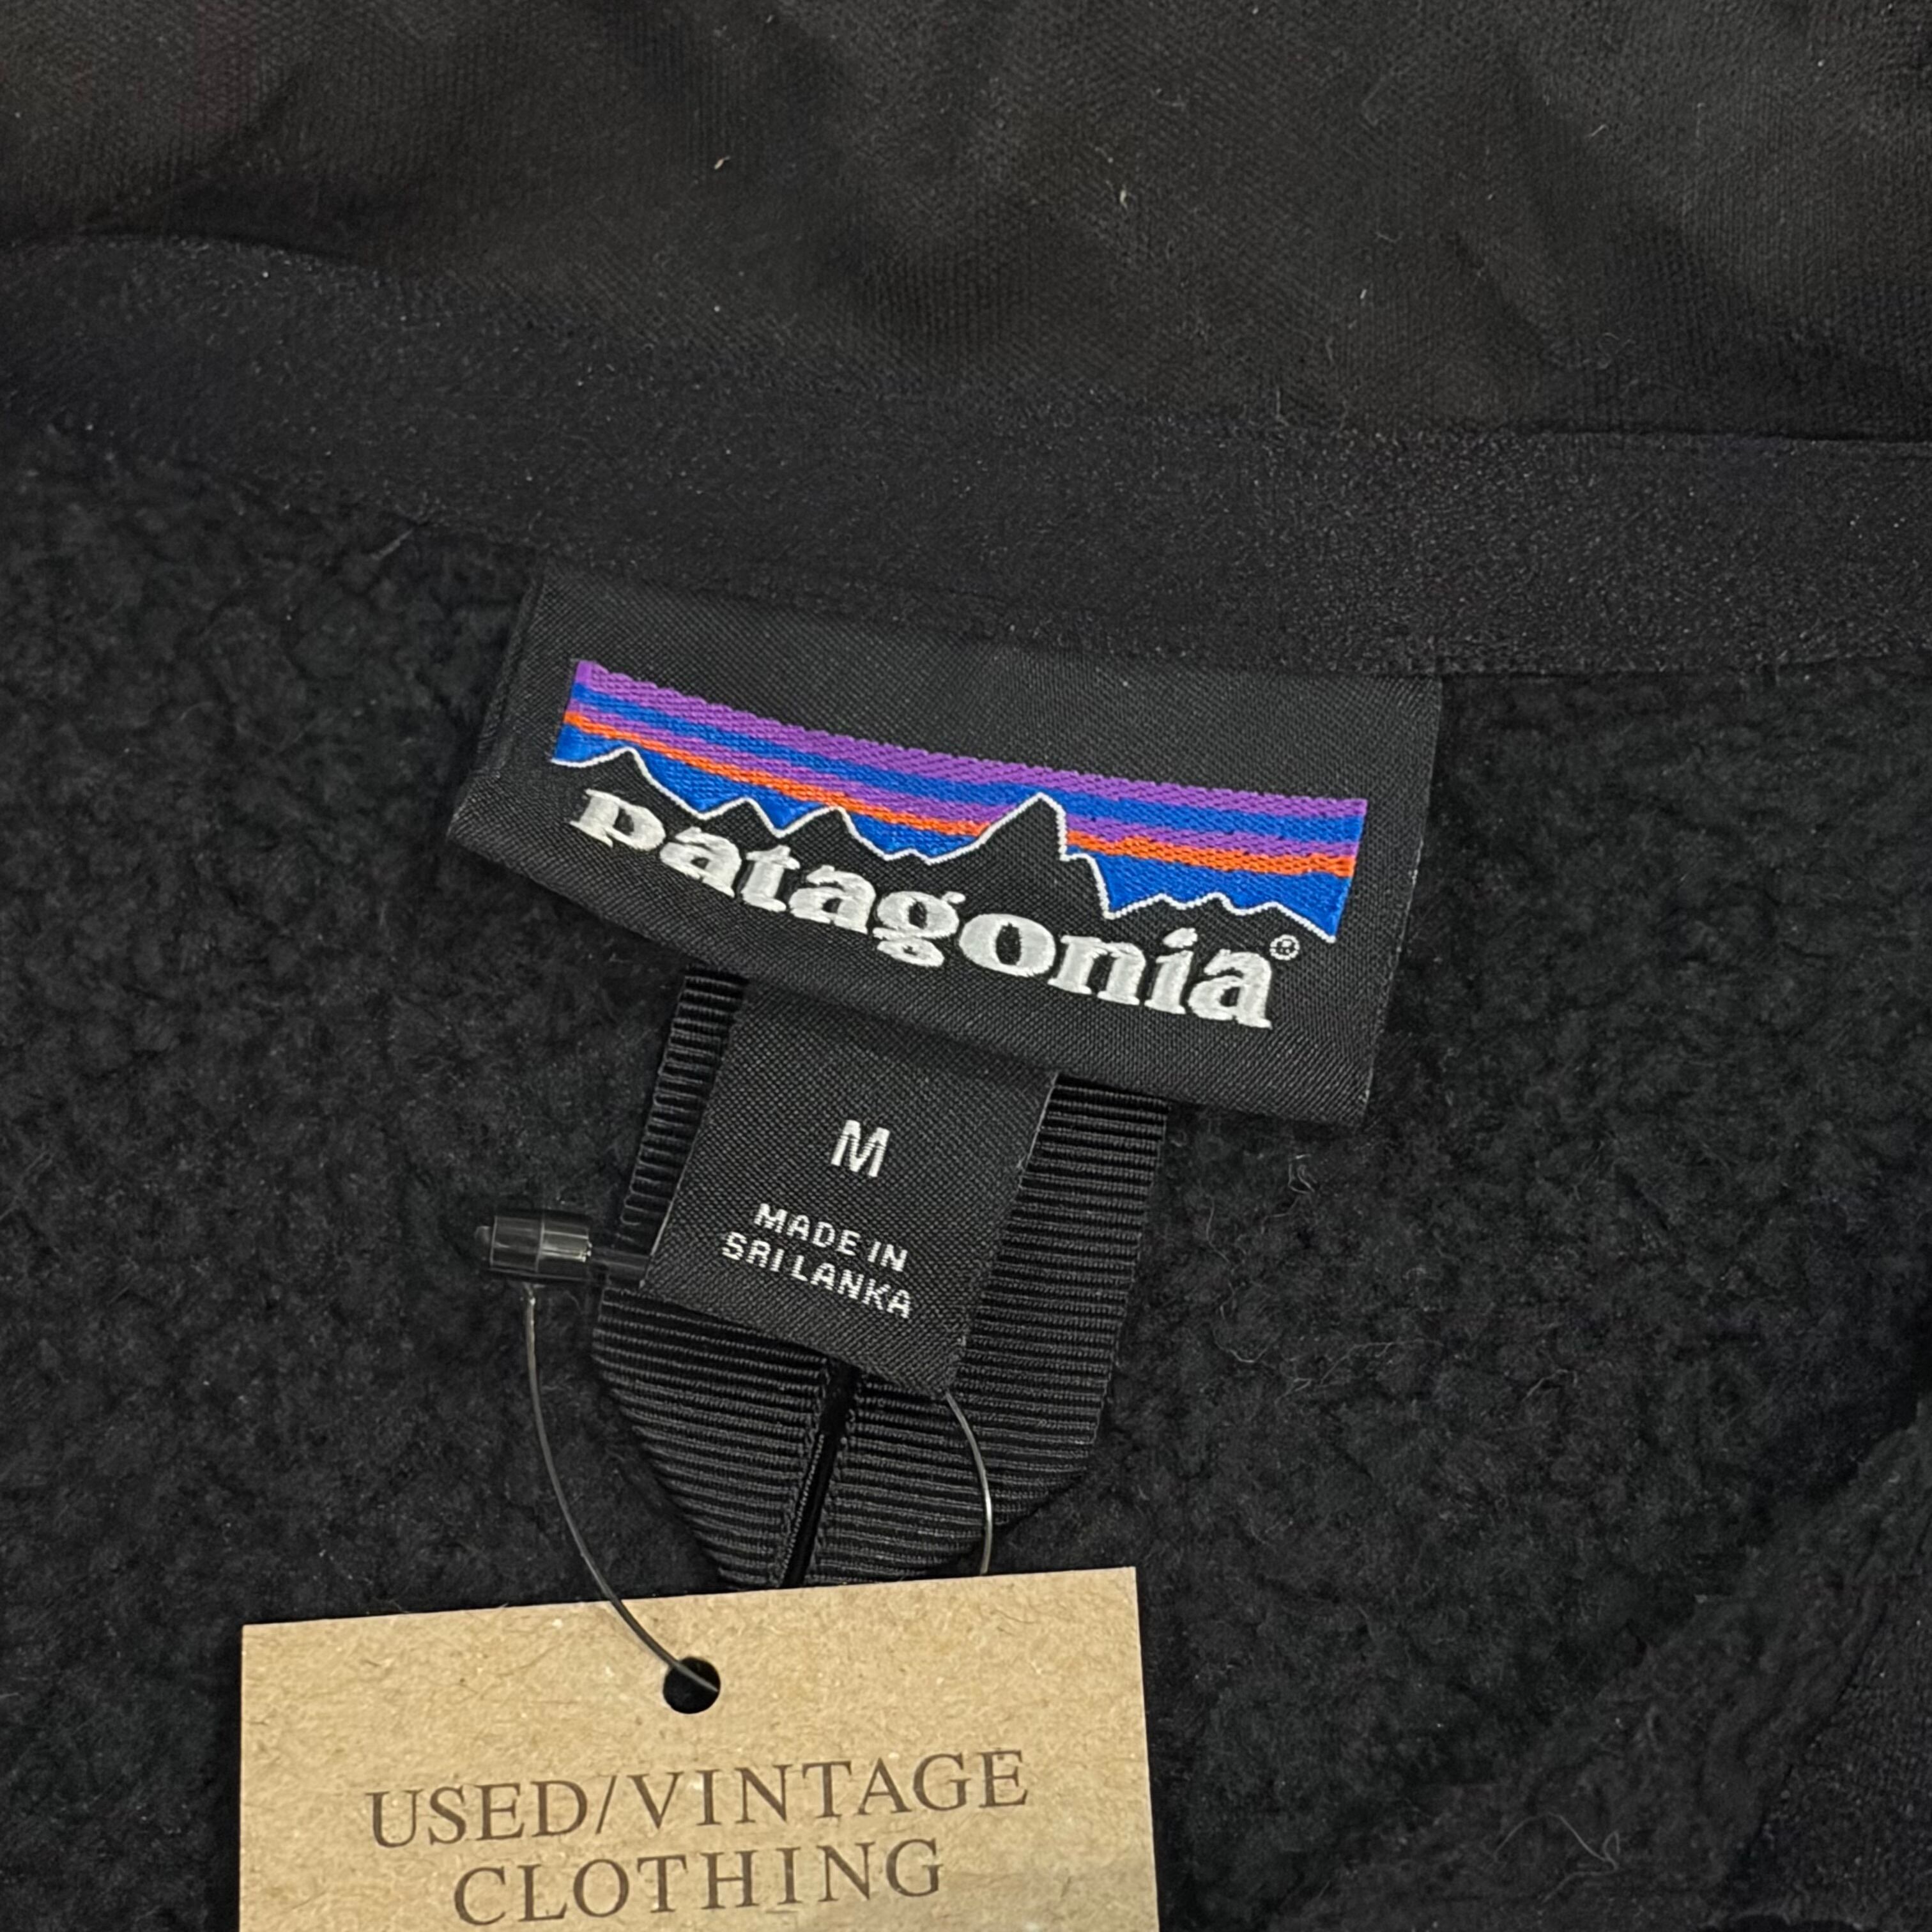 patagonia®
M
MADE IN
SRI LANKA
USED/VINTAGE
CLOTHING